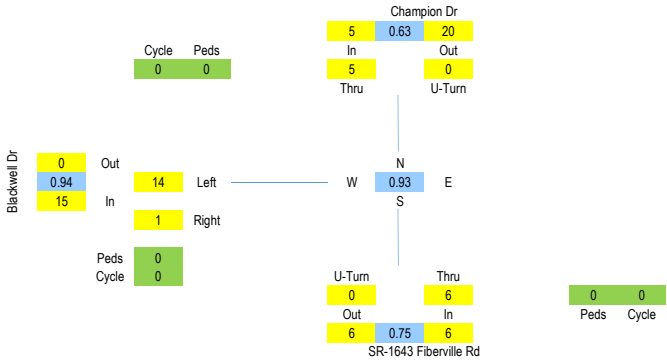 Champion Dr
5 0.63 20
Cycle Peds In Out
0 0 5 0
Thru U-Turn
Blackwell Dr
0 Out N
0.94 14 Left W 0.93 E
15 In S
1 Right
Peds 0
Cycle 0
U-Turn Thru
0 6 0 0
Out In Peds Cycle
6 0.75 6
SR-1643 Fiberville Rd